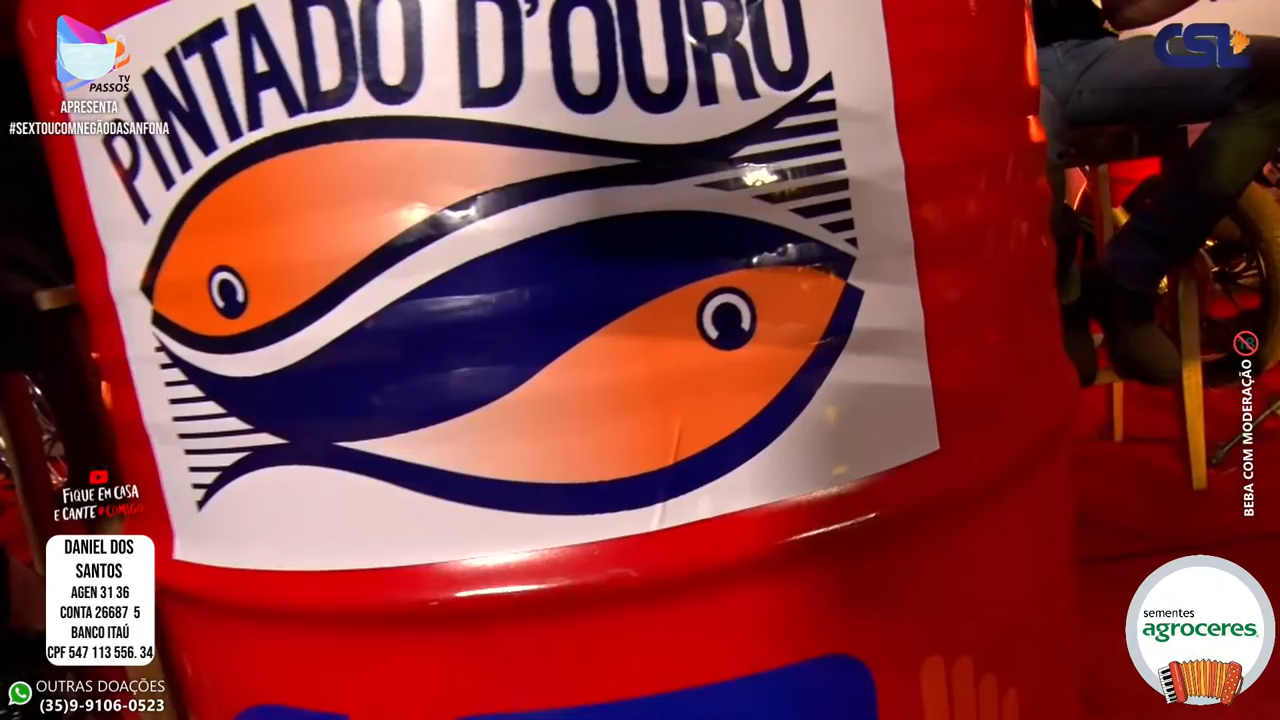 PINTADO D'OURO
TV
PASSOS
APRESENTA
#SEXTOUCOMNEGÃODASANFONA
CSL
FIQUE EM CASA
E CANTE #COMIGO
DANIEL DOS
SANTOS
AGEN 31 36
CONTA 26687 5
BANCO ITAÚ
CPF 547 113 556. 34
OUTRAS DOAÇÕES
(35)9-9106-0523
BEBA COM MODERAÇÃO
18
sementes
agroceres